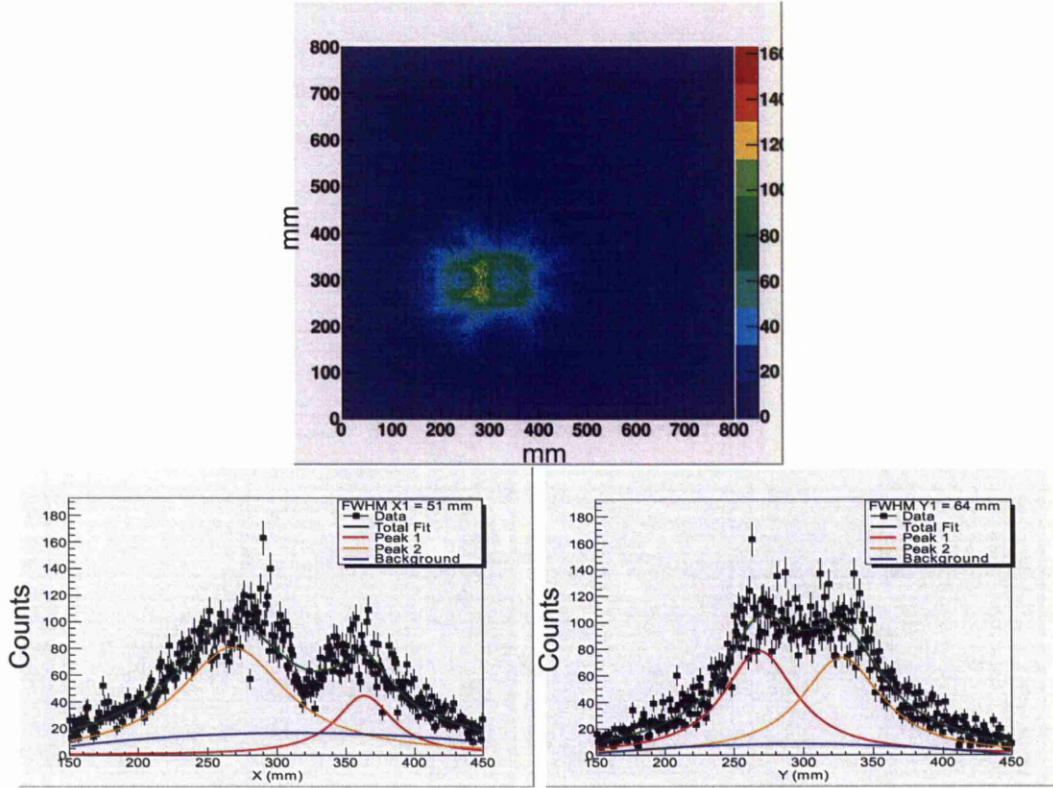 800
700
600
500
400
300
200
100
0
mm
0 100 200 300 400 500 600 700 800
mm
160
140
120
100
80
60
40
20
0
FWHM X1 = 51 mm
Data
Total Fit
Peak 1
Peak 2
Background
Counts
180
160
140
120
100
80
60
40
20
0
150 200 250 300 350 400 450
X (mm)
FWHM Y1 = 64 mm
Data
Total Fit
Peak 1
Peak 2
Background
Counts
180
160
140
120
100
80
60
40
20
0
150 200 250 300 350 400 450
Y (mm)